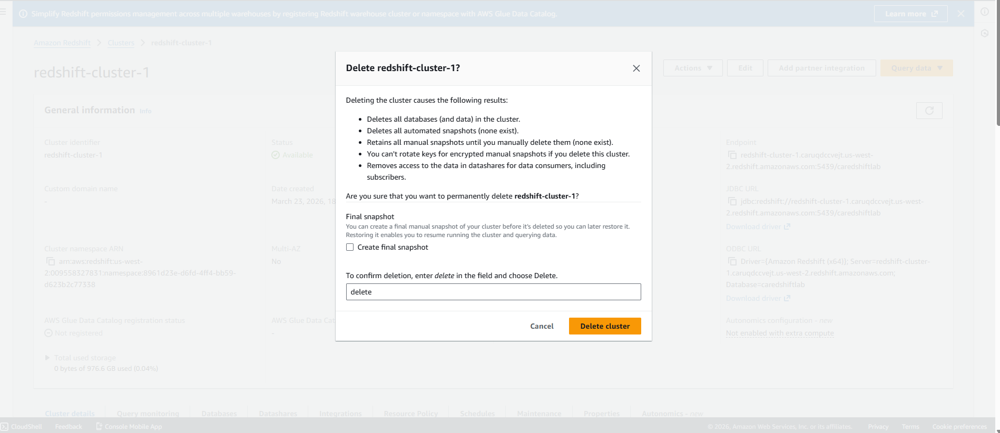 Simplify Redshift permissions management across multiple warehouses by registering Redshift warehouse cluster or namespace with AWS Glue Data Catalog.
Learn more
Amazon Redshift
Clusters
redshift-cluster-1
redshift-cluster-1
Actions
Edit
Add partner integration
Query data
General information
Info
Cluster identifier
redshift-cluster-1
Custom domain name
-
Cluster namespace ARN
arn:aws:redshift:us-west-
2:009558327831:namespace:8961d23e-d6fd-4ff4-bb59-
d623b2c77338
AWS Glue Data Catalog registration status
Not registered
Total used storage
0 bytes of 976.6 GB used (0.04%)
Status
Available
Date created
March 23, 2026, 18
Multi-AZ
No
AWS Glue Data Cat
-
Delete redshift-cluster-1?
Deleting the cluster causes the following results:
Deletes all databases (and data) in the cluster.
Deletes all automated snapshots (none exist).
Retains all manual snapshots until you manually delete them (none exist).
You can't rotate keys for encrypted manual snapshots if you delete this cluster.
Removes access to the data in datashares for data consumers, including
subscribers.
Are you sure that you want to permanently delete redshift-cluster-1?
Final snapshot
You can create a final manual snapshot of your cluster before it's deleted so you can later restore it.
Restoring it enables you to resume running the cluster and querying data.
Create final snapshot
To confirm deletion, enter delete in the field and choose Delete.
delete
Cancel
Delete cluster
Endpoint
redshift-cluster-1.caruqdccvejt.us-west-
2.redshift.amazonaws.com:5439/caredshiftlab
JDBC URL
jdbc:redshift://redshift-cluster-1.caruqdccvejt.us-west-
2.redshift.amazonaws.com:5439/caredshiftlab
Download driver
ODBC URL
Driver={Amazon Redshift (x64)}; Server=redshift-cluster-
1.caruqdccvejt.us-west-2.redshift.amazonaws.com;
Database=caredshiftlab
Download driver
Autonomics configuration - new
Not enabled with extra compute
Cluster details
Query monitoring
Databases
Datashares
Integrations
Resource Policy
Schedules
Maintenance
Properties
Autonomics - new
CloudShell
Feedback
Console Mobile App
© 2026, Amazon Web Services, Inc. or its affiliates.
Privacy
Terms
Cookie preferences